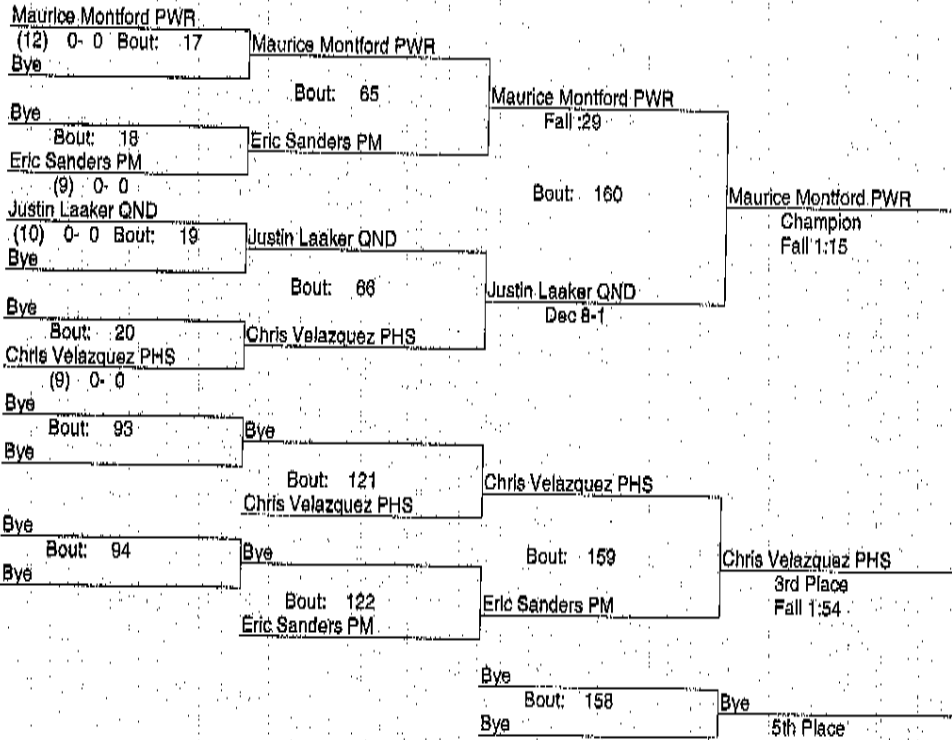 Maurice Montford PWR
(12) 0- 0 Bout: 17
Bye
Maurice Montford PWR
Bout: 65
Bye
Bout: 18
Eric Sanders PM
(9) 0- 0
Eric Sanders PM
Maurice Montford PWR
Fall :29
Bout: 160
Justin Laaker QND
(10) 0- 0 Bout: 19
Bye
Justin Laaker QND
Bout: 66
Bye
Bout: 20
Chris Velazquez PHS
(9) 0- 0
Chris Velazquez PHS
Justin Laaker QND
Dec 8-1
Maurice Montford PWR
Champion
Fall 1:15
Bye
Bout: 93
Bye
Bye
Bout: 121
Chris Velazquez PHS
Chris Velazquez PHS
Bye
Bout: 94
Bye
Bye
Bout: 122
Eric Sanders PM
Bout: 159
Eric Sanders PM
Chris Velazquez PHS
3rd Place
Fall 1:54
Bye
Bout: 158
Bye
Bye
5th Place